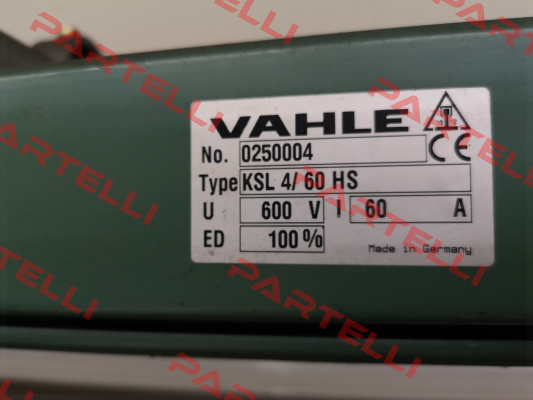 VAHLE
No. 0250004
Type KSL 4/60 HS
U 600 V I 60 A
ED 100%
Made in Germany
PARTELLI
PARTELLI
PARTELLI
PARTELLI
PARTELLI
PARTELLI